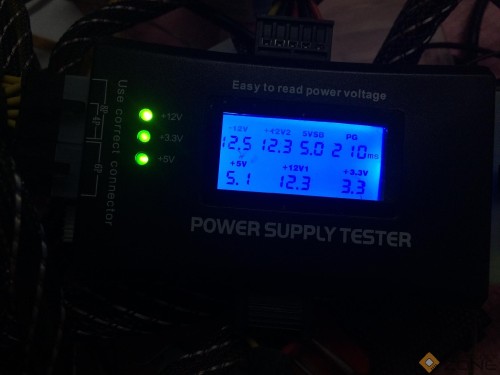 Easy to read power voltage
Use correct connector
+12V
+3.3V
+5V
-12V +12V2 5VSB PG
12.5 12.3 5.0 210ms
+5V +12V1 +3.3V
5.1 12.3 3.3
POWER SUPPLY TESTER